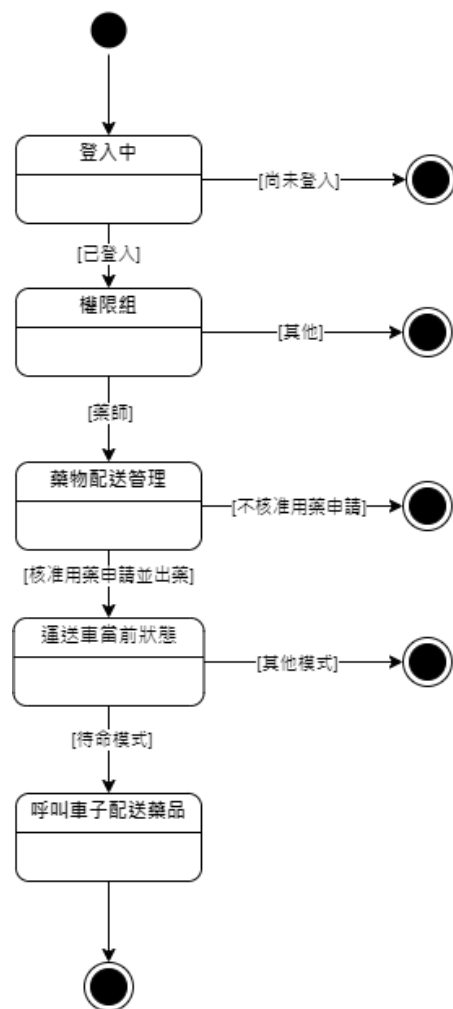 登入中
[尚未登入]
[已登入]
權限組
[其他]
[藥師]
藥物配送管理
[不核准用藥申請]
[核准用藥申請並出藥]
運送車當前狀態
[其他模式]
[待命模式]
呼叫車子配送藥品